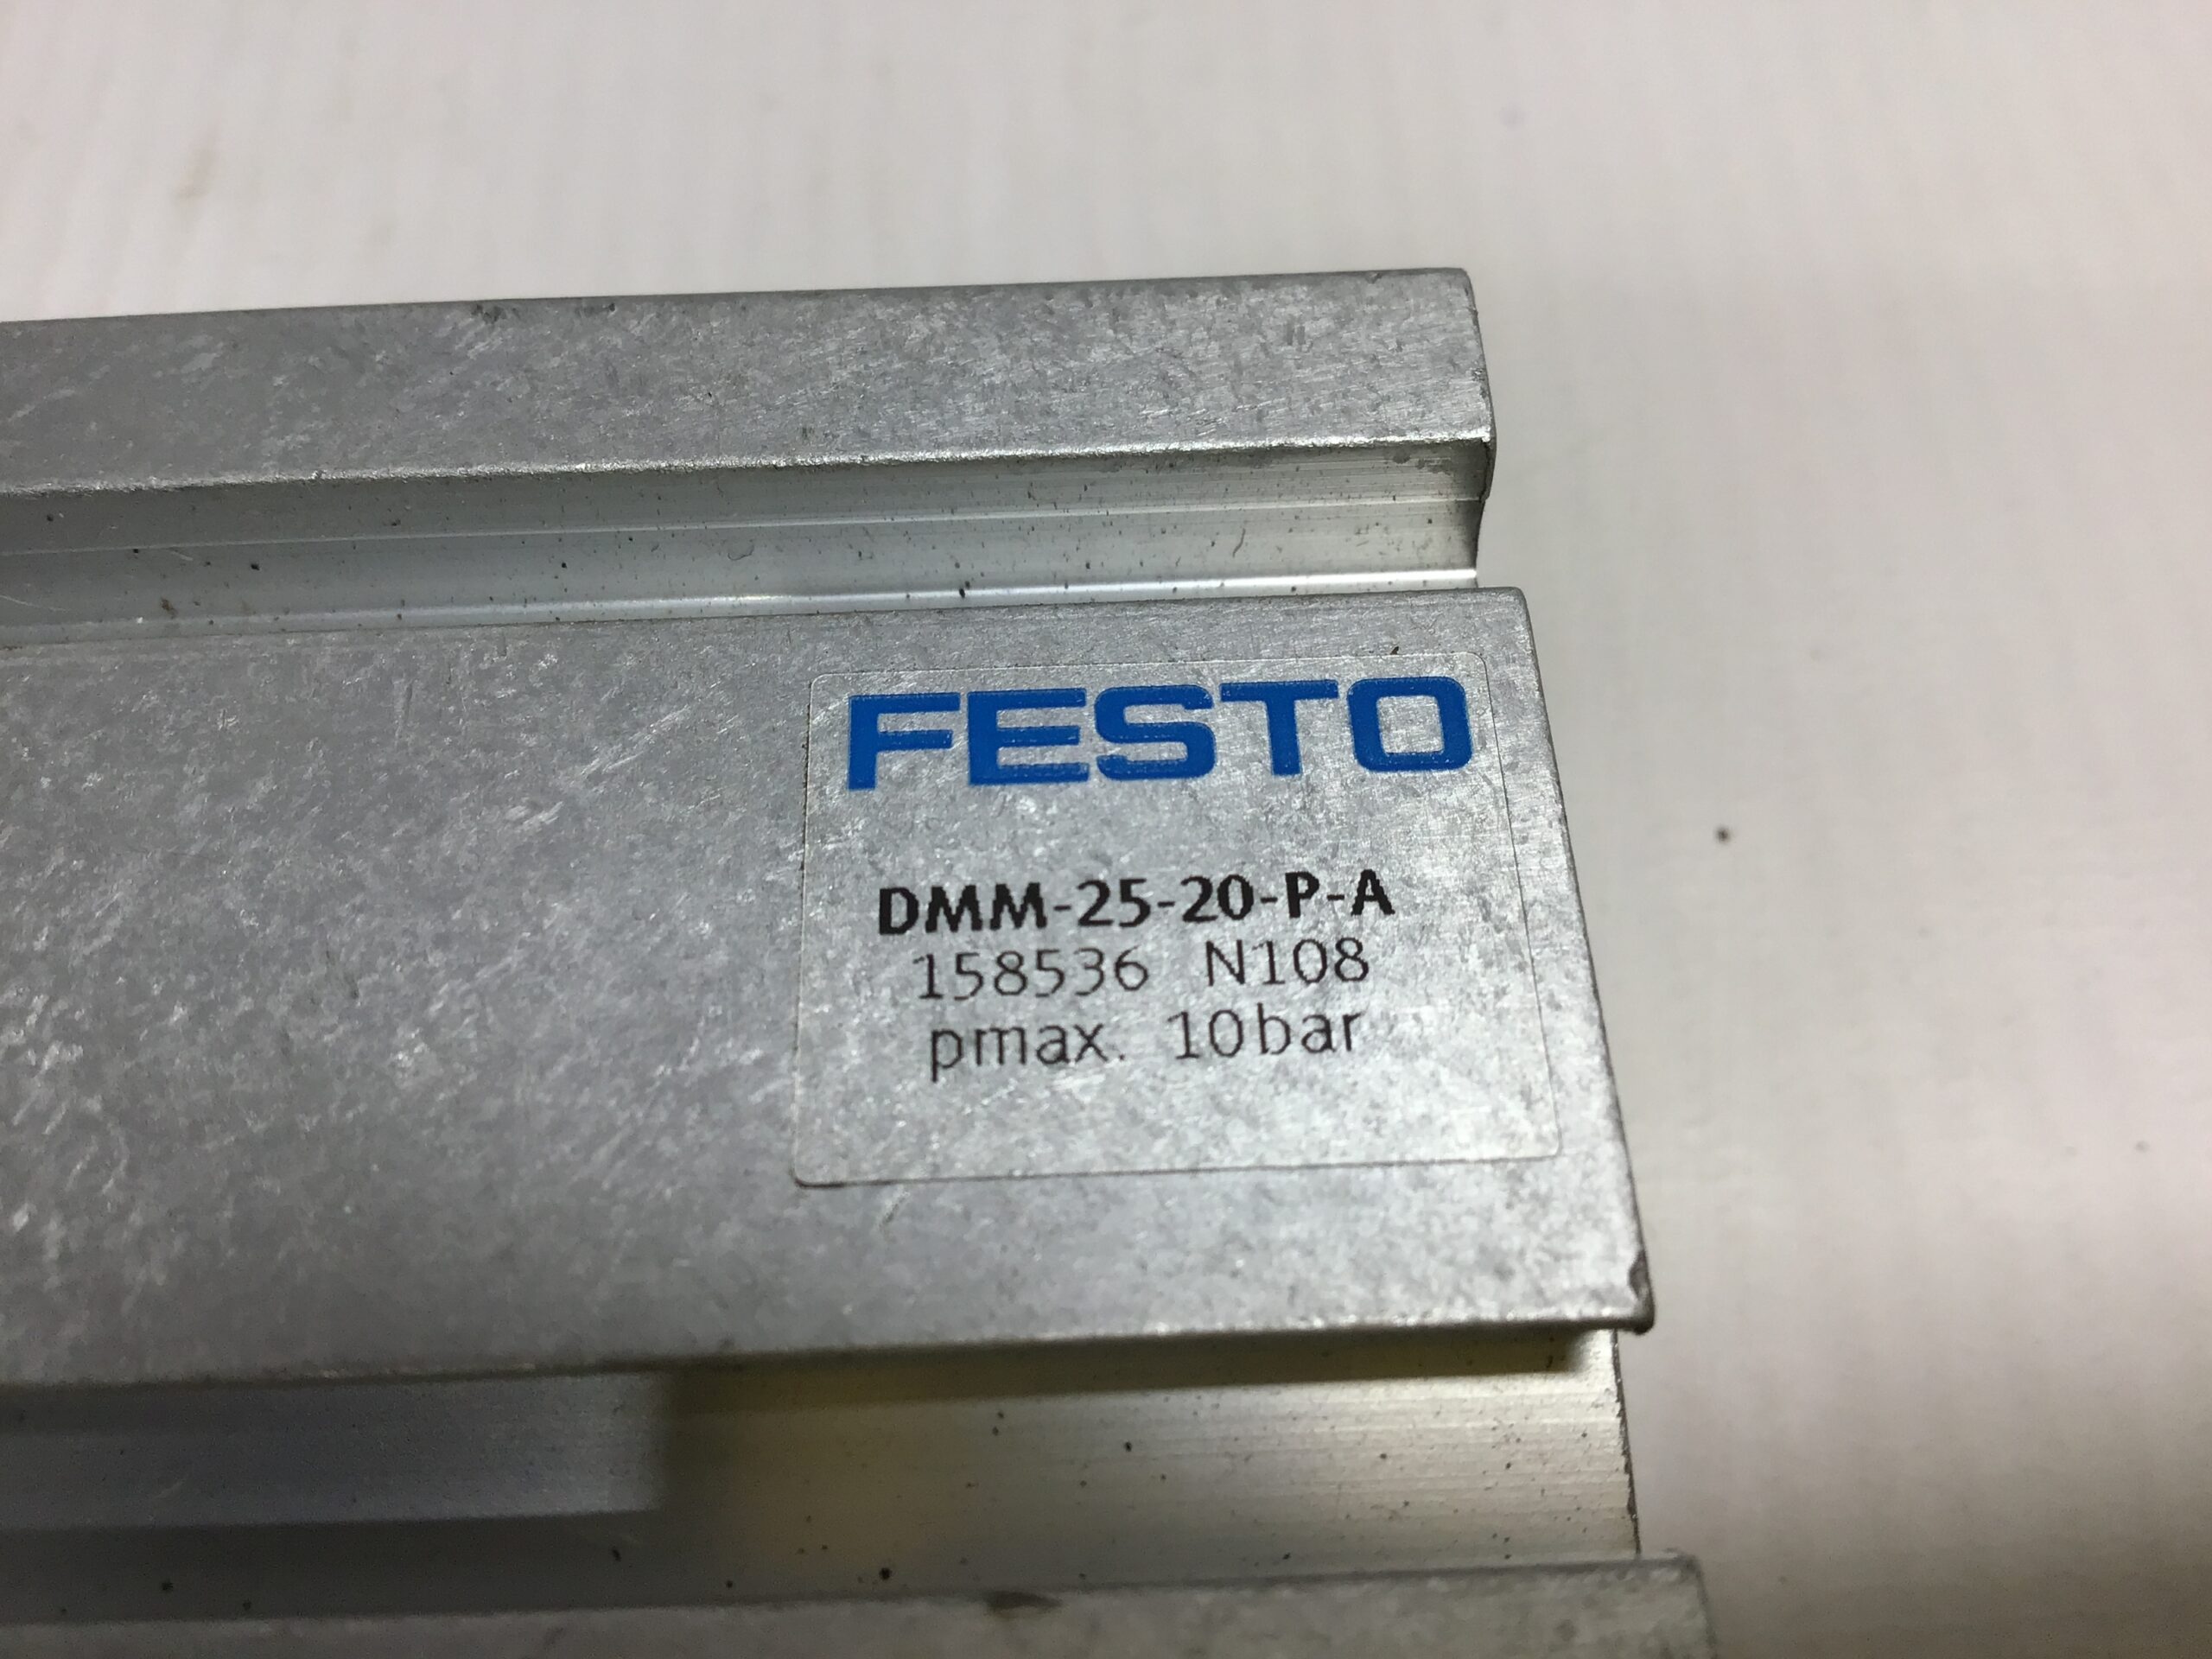 FESTO
DMM-25-20-P-A
158536 N108
pmax. 10bar